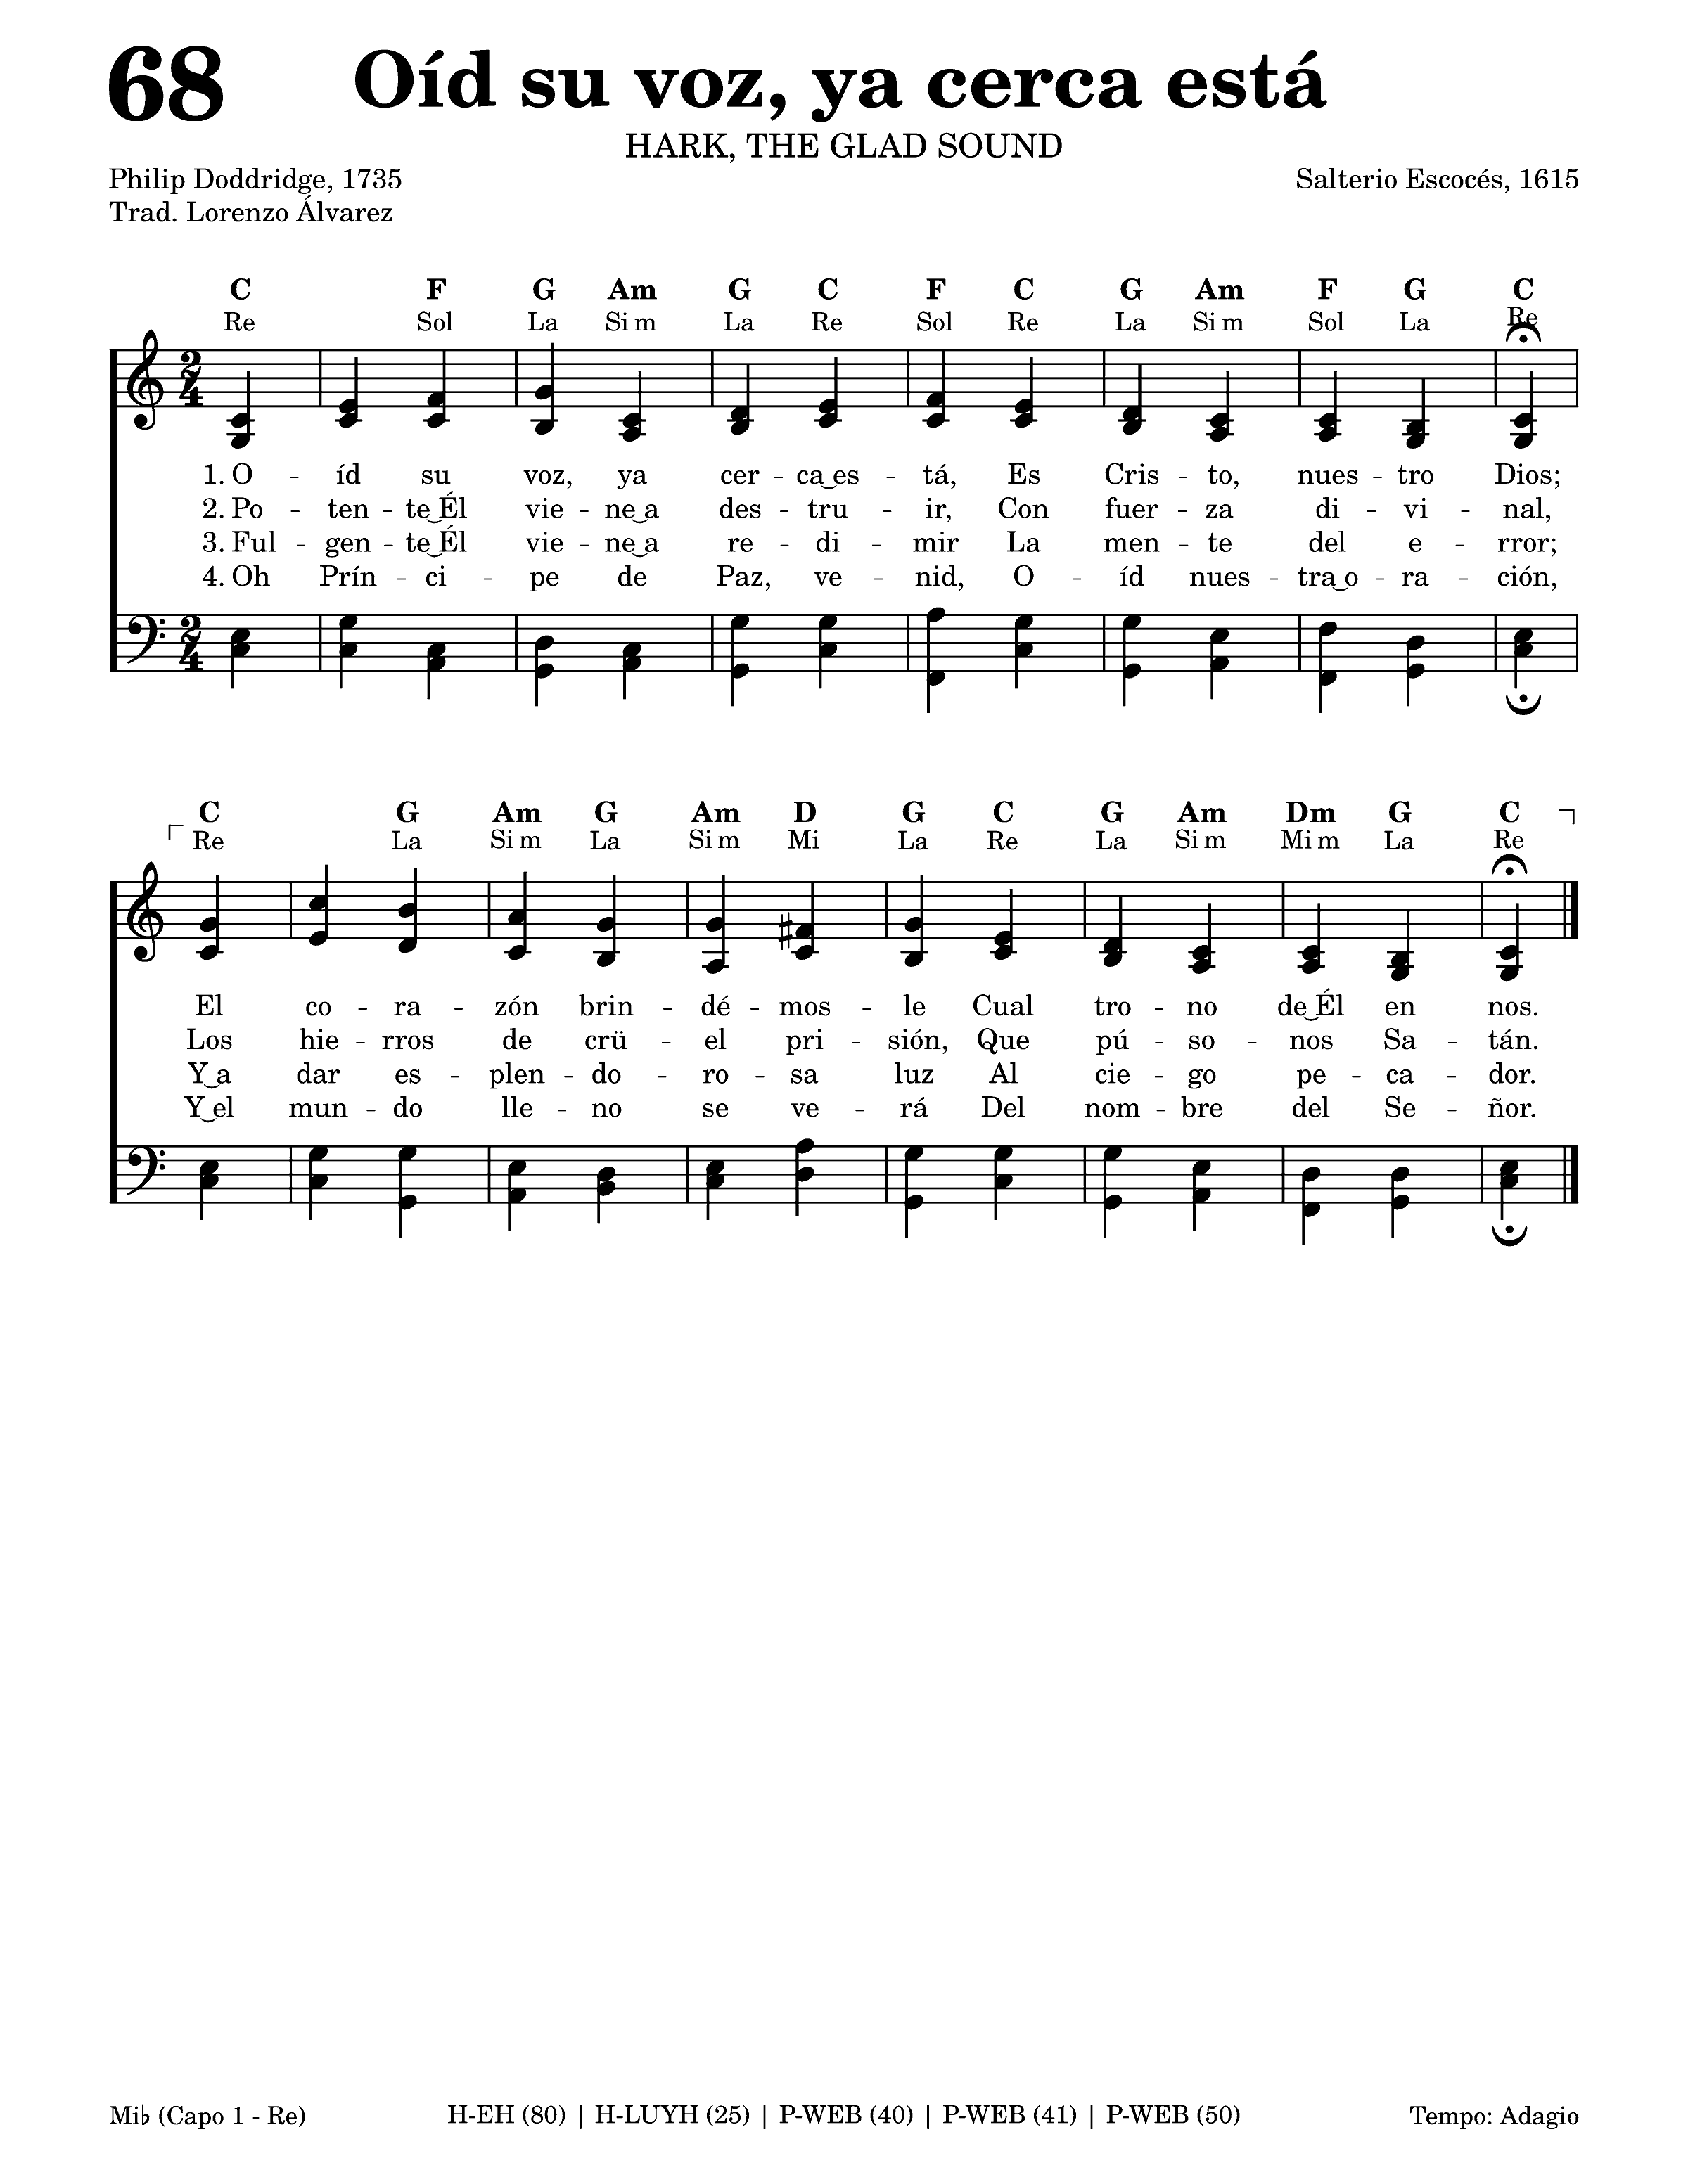 68 Oíd su voz, ya cerca está
HARK, THE GLAD SOUND
Philip Doddridge, 1735 Salterio Escocés, 1615
Trad. Lorenzo Álvarez
C F G Am G C F C G Am F G C
Re Sol La Si m La Re Sol Re La Si m Sol La Re
2 4
1. O - íd su voz, ya cer - ca‿es - tá, Es Cris - to, nues - tro Dios;
2. Po - ten - te‿Él vie - ne‿a des - tru - ir, Con fuer - za di - vi - nal,
3. Ful - gen - te‿Él vie - ne‿a re - di - mir La men - te del e - rror;
4. Oh Prín - ci - pe de Paz, ve - nid, O - íd nues - tra‿o - ra - ción,
2 4
C G Am G Am D G C G Am Dm G C
Re La Si m La Si m Mi La Re La Si m Mi m La Re
El co - ra - zón brin - dé - mos - le Cual tro - no de‿Él en nos.
Los hie - rros de crü - el pri - sión, Que pú - so - nos Sa - tán.
Y‿a dar es - plen - do - ro - sa luz Al cie - go pe - ca - dor.
Y‿el mun - do lle - no se ve - rá Del nom - bre del Se - ñor.
Mi♭ (Capo 1 - Re) H-EH (80) | H-LUYH (25) | P-WEB (40) | P-WEB (41) | P-WEB (50) Tempo: Adagio